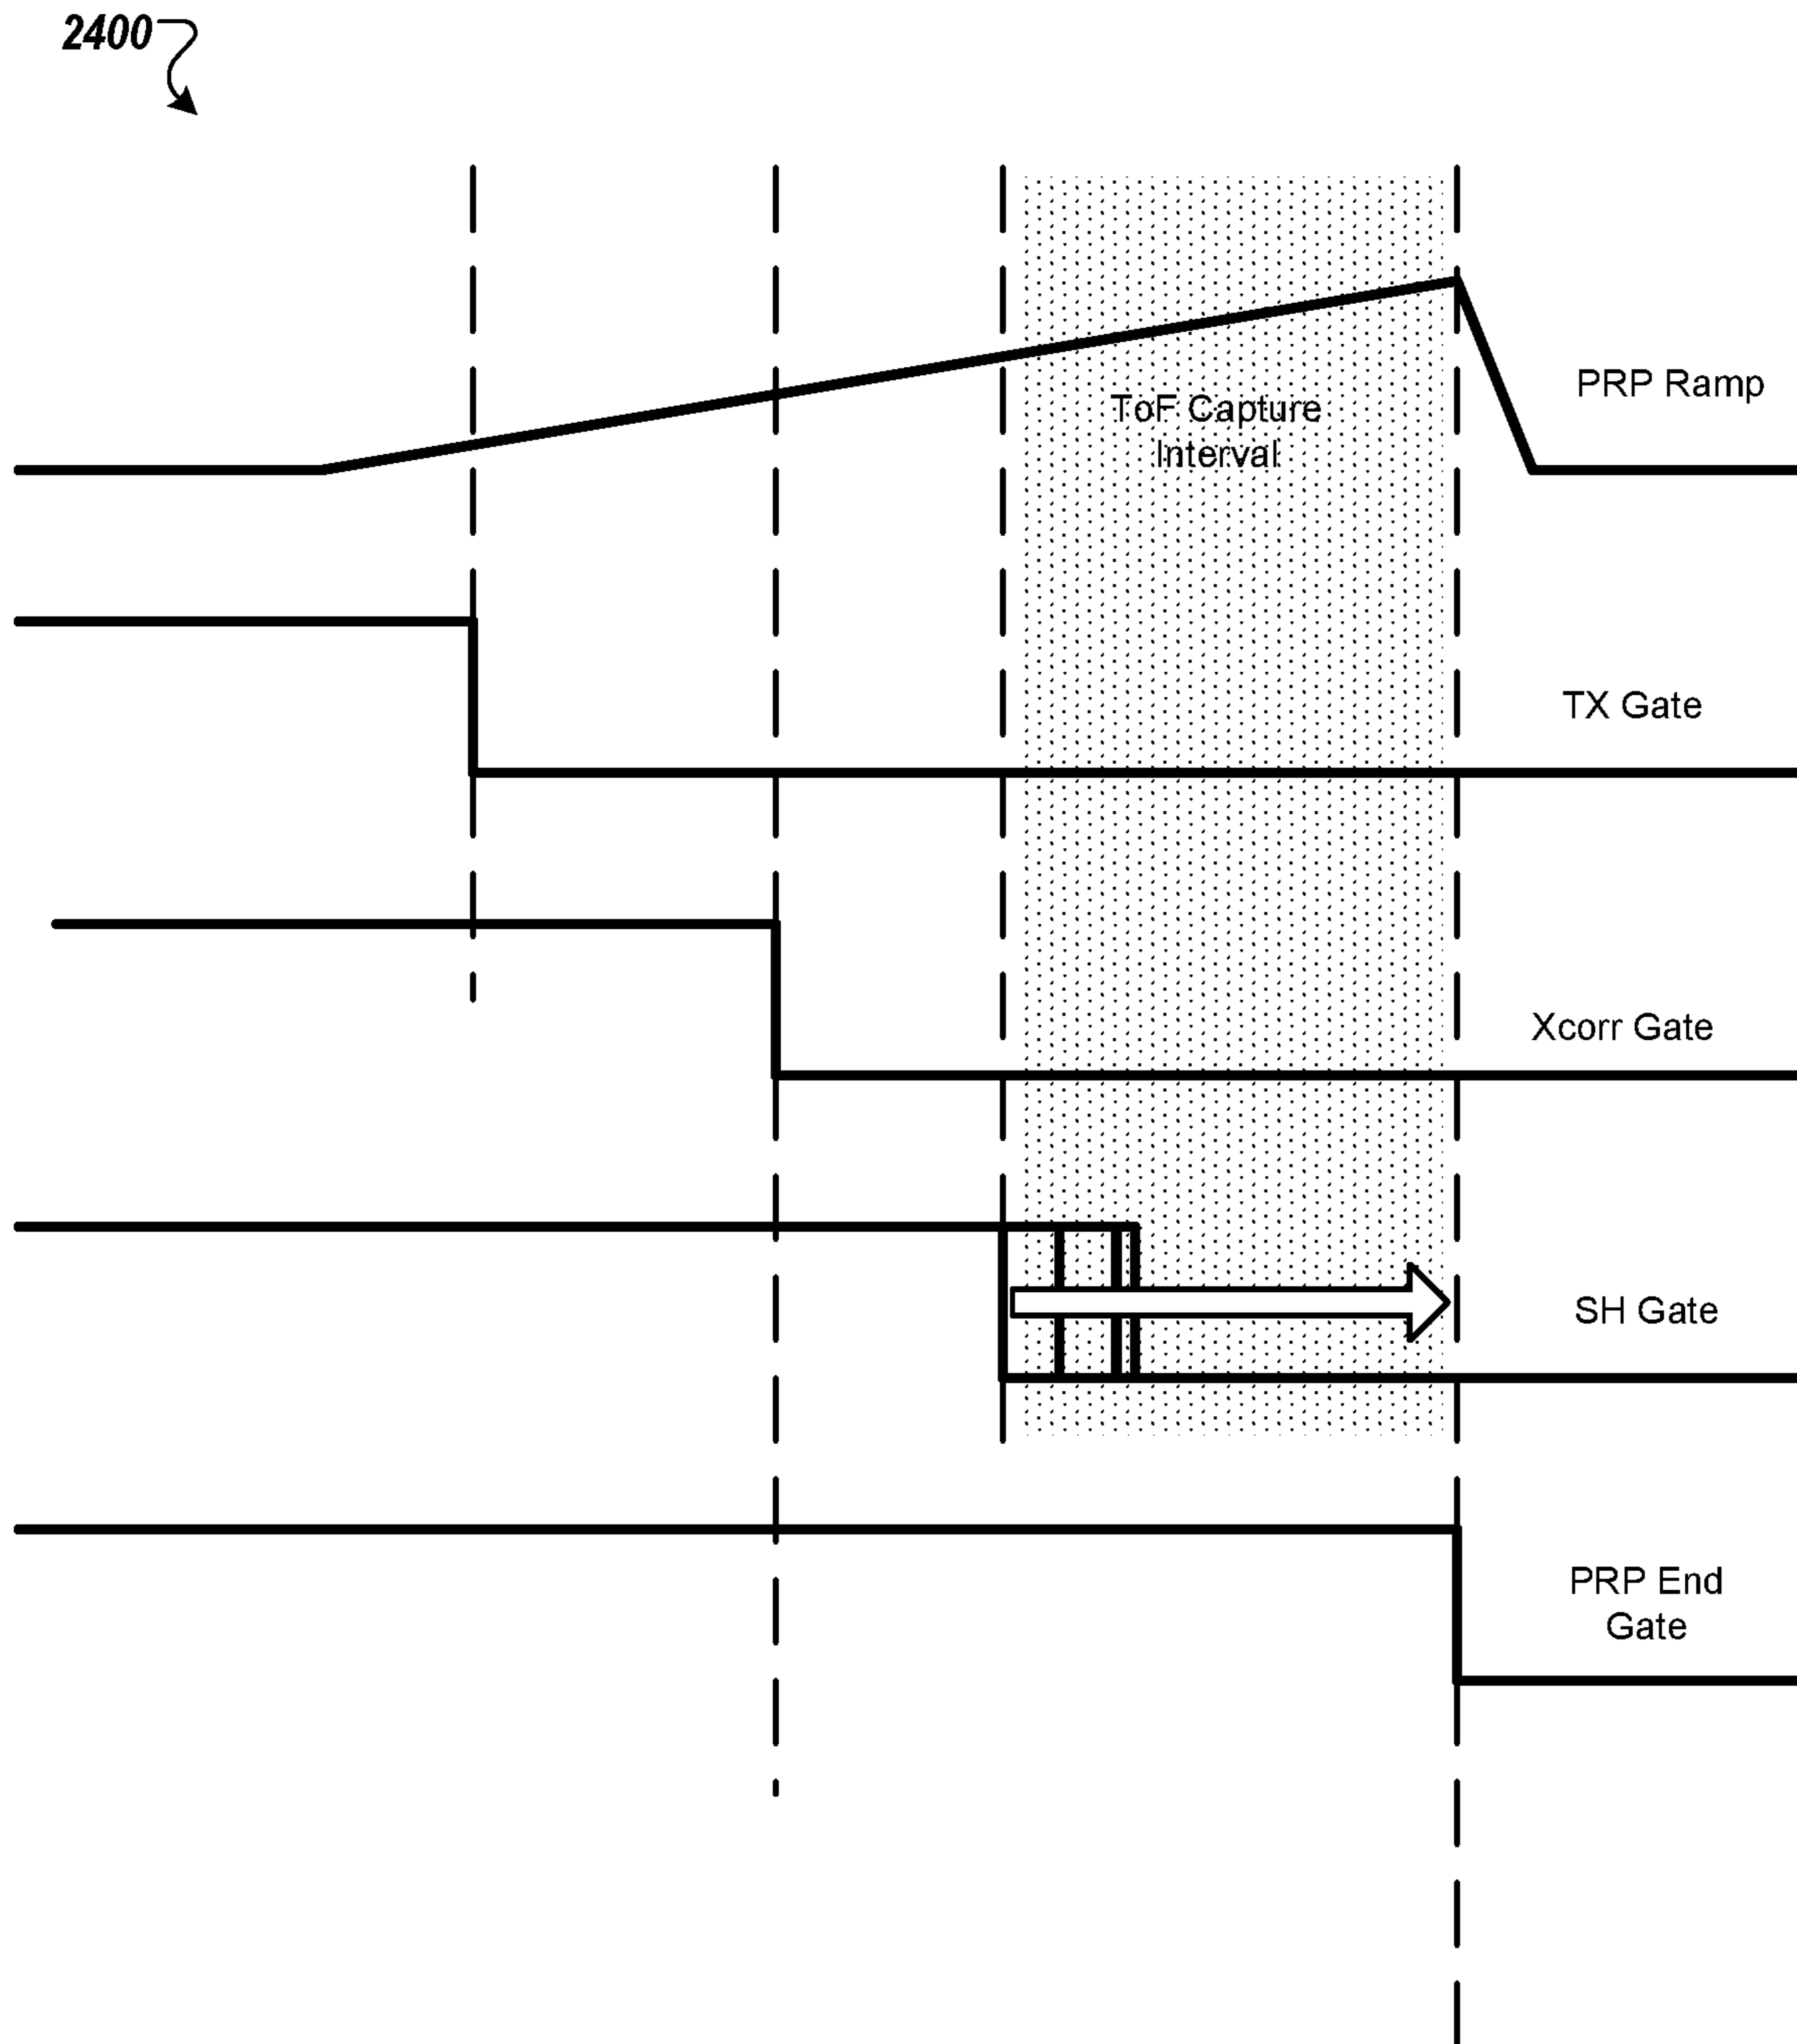 2400
PRP Ramp
ToF Capture
Interval
TX Gate
Xcorr Gate
SH Gate
PRP End
Gate